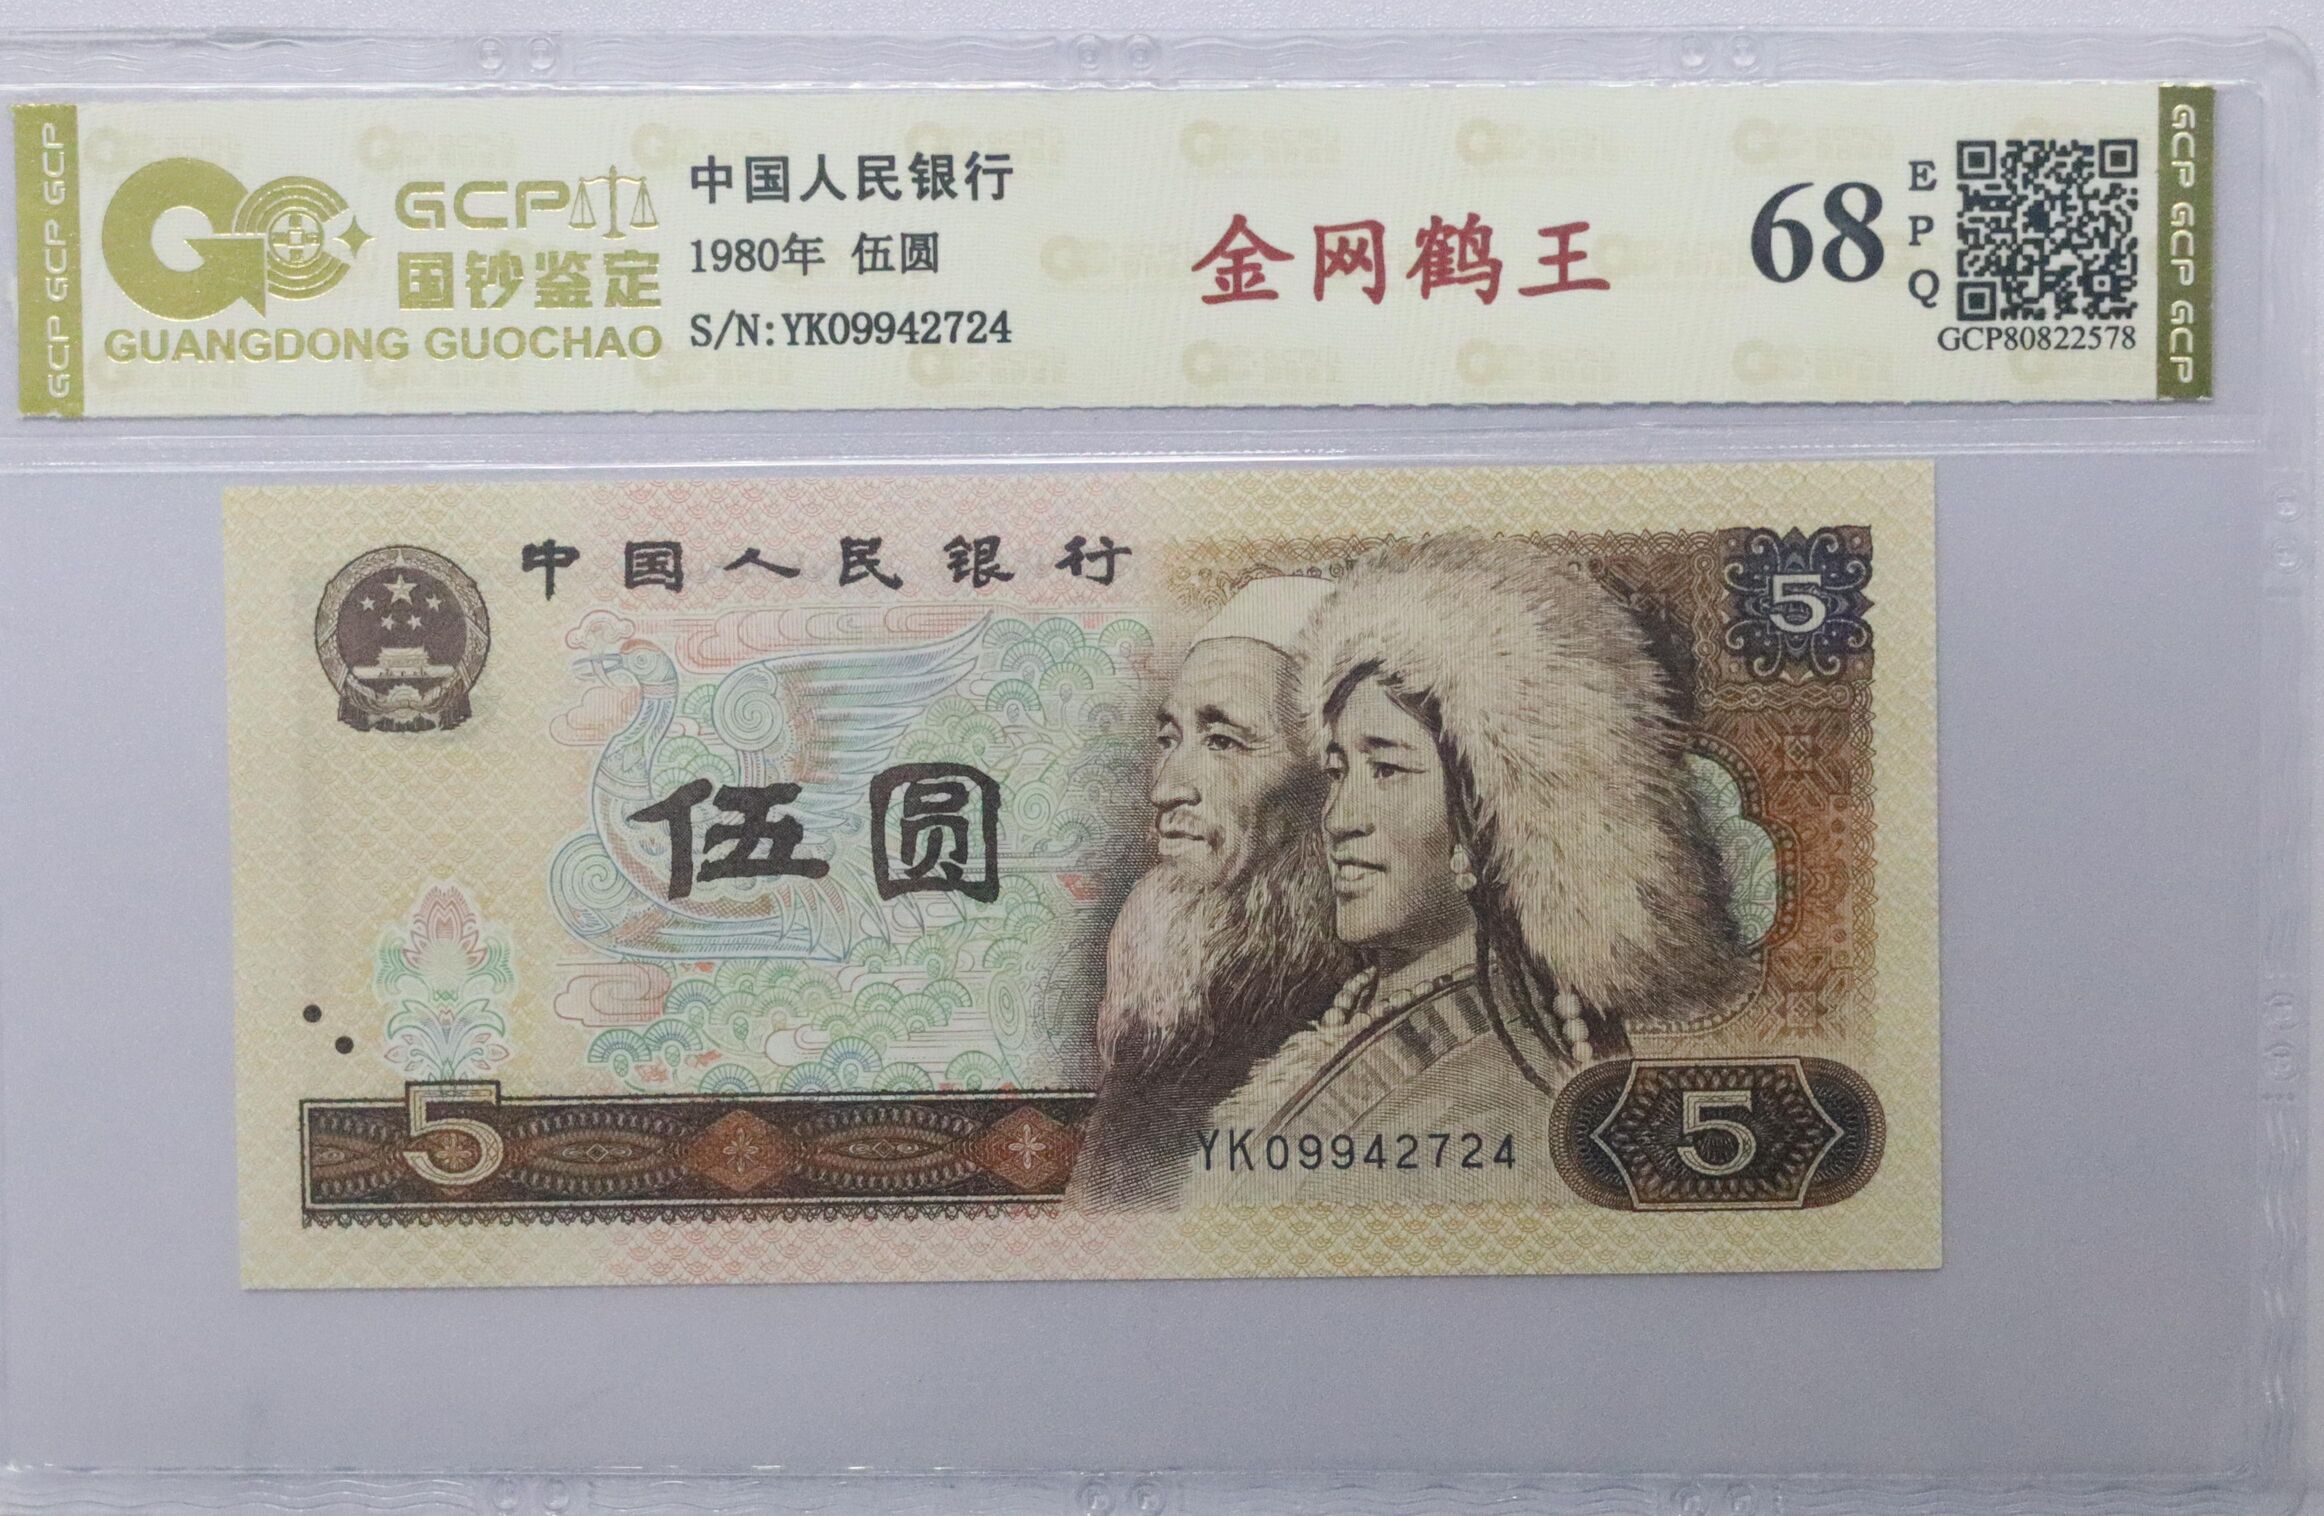 GCP GCP GCP
GCP
国钞鉴定
GUANGDONG GUOCHAO
中国人民银行
1980年 伍圆
S/N:YK09942724
金网鹤王
68
E
P
Q
GCP80822578
GCP GCP GCP
中国人民银行
5
伍圆
5
YK09942724
5